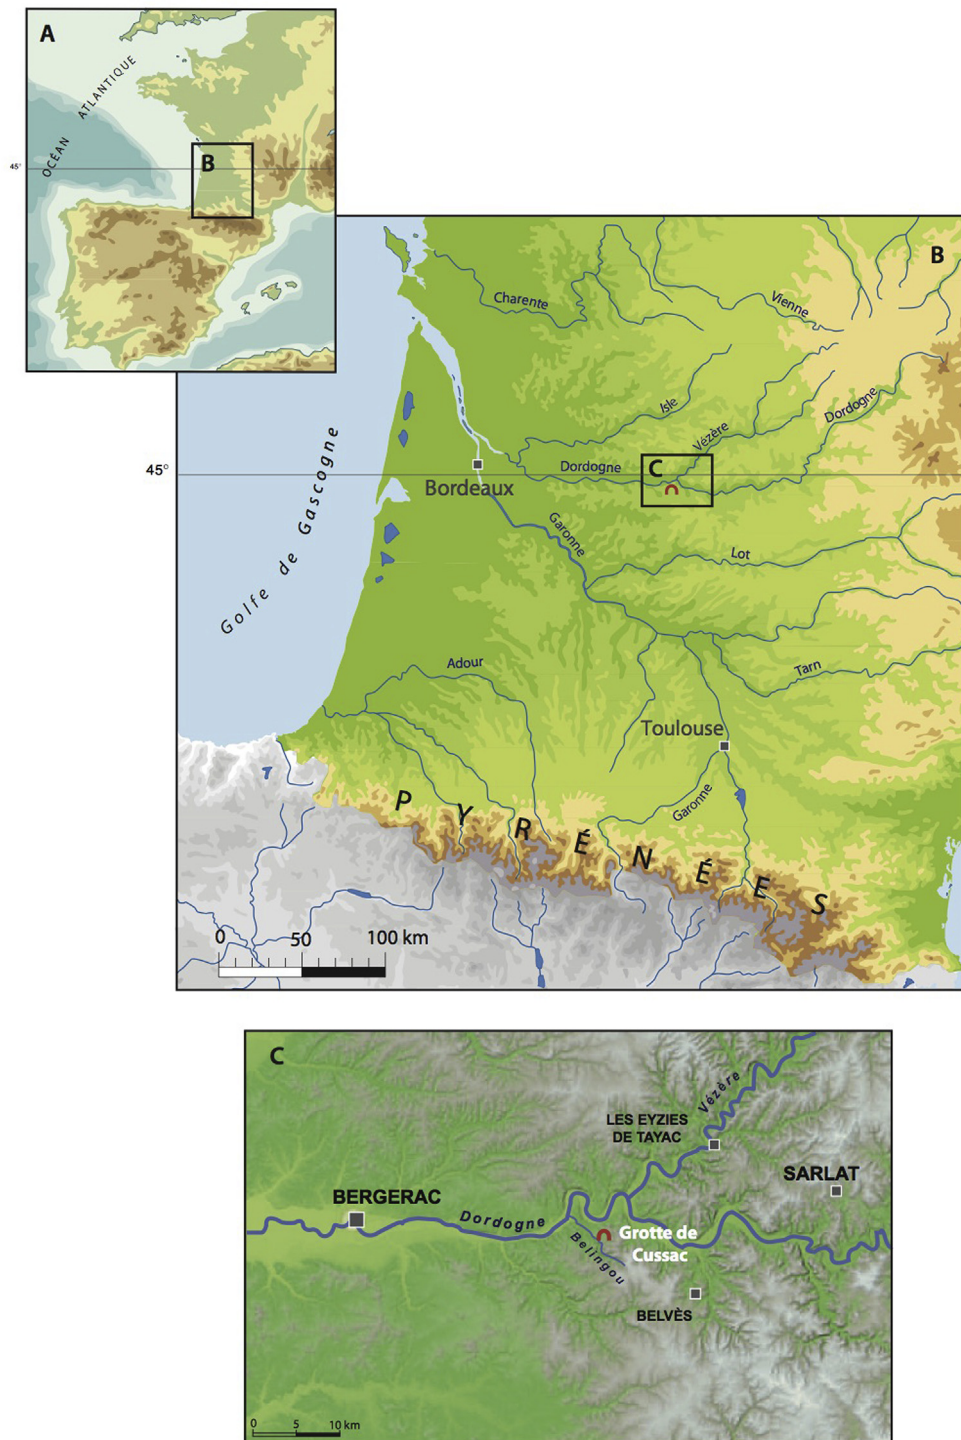 A
OCÉAN ATLANTIQUE
45°
B
B
Charente
Vienne
Isle
Vézère
Dordogne
45°
Dordogne
C
Bordeaux
Golfe de Gascogne
Garonne
Lot
Adour
Tarn
Toulouse
Garonne
PYRÉNÉES
0 50 100 km
C
Vézère
LES EYZIES
DE TAYAC
SARLAT
BERGERAC
Dordogne
Grotte de
Cussac
Belingou
BELVÈS
0 5 10 km